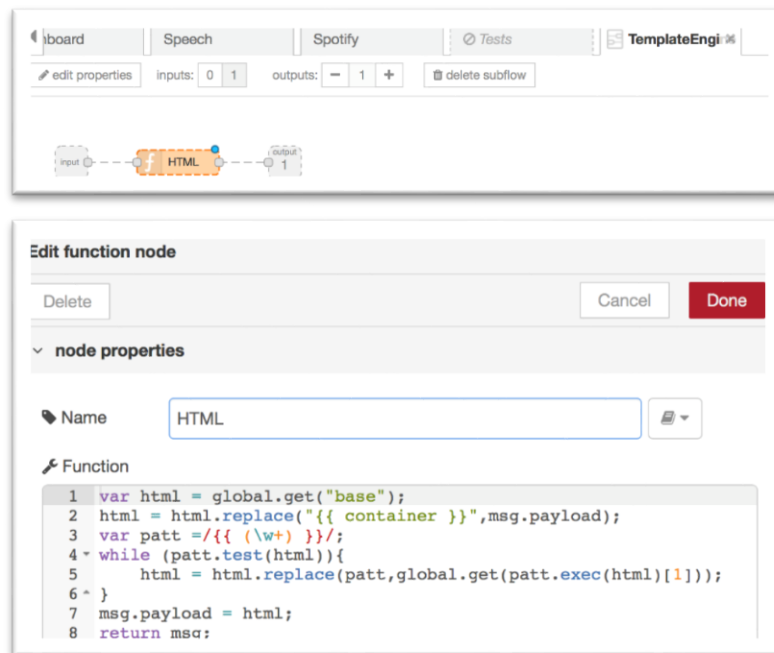 board Speech Spotify Tests TemplateEngin
edit properties inputs: 0 1 outputs: − 1 + delete subflow
input HTML output
1
Edit function node
Delete Cancel Done
node properties
Name HTML
Function
1 var html = global.get("base");
2 html = html.replace("{{ container }}",msg.payload);
3 var patt =/{{ (\w+) }}/;
4 while (patt.test(html)){
5 html = html.replace(patt,global.get(patt.exec(html)[1]));
6 }
7 msg.payload = html;
8 return msg;